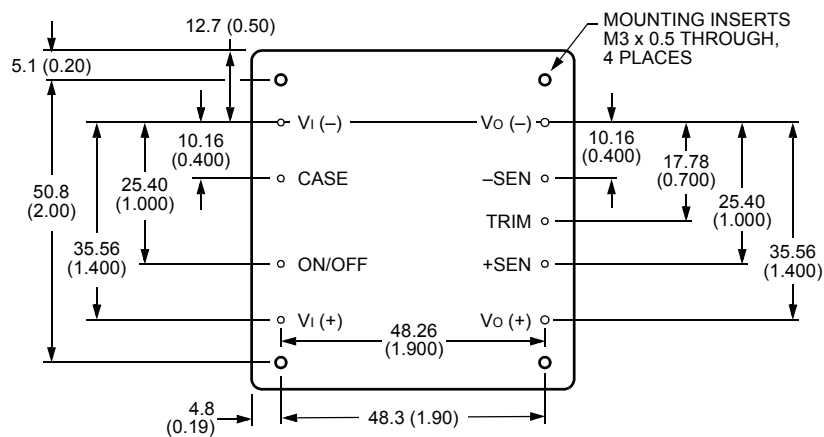 12.7 (0.50)
MOUNTING INSERTS
M3 x 0.5 THROUGH,
4 PLACES
5.1 (0.20)
VI (–)
VO (–)
10.16
(0.400)
10.16
(0.400)
CASE
–SEN
17.78
(0.700)
25.40
(1.000)
25.40
(1.000)
50.8
(2.00)
TRIM
35.56
(1.400)
35.56
(1.400)
ON/OFF
+SEN
VI (+)
VO (+)
48.26
(1.900)
4.8
(0.19)
48.3 (1.90)